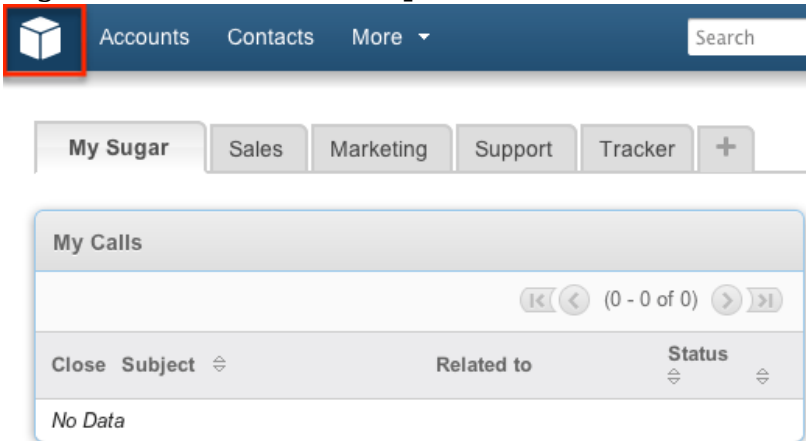 Accounts Contacts More
Search
My Sugar Sales Marketing Support Tracker +
My Calls
(0 - 0 of 0)
Close Subject Related to Status
No Data